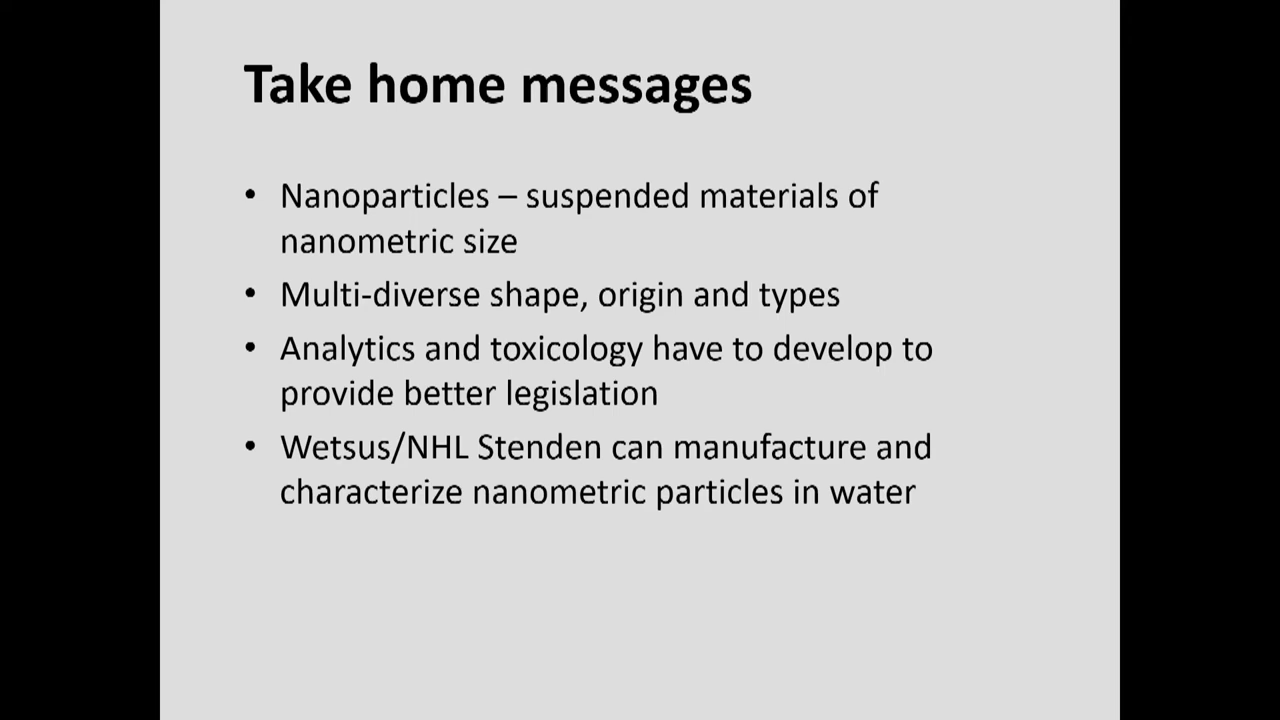 Take home messages
• Nanoparticles – suspended materials of
nanometric size
• Multi-diverse shape, origin and types
• Analytics and toxicology have to develop to
provide better legislation
• Wetsus/NHL Stenden can manufacture and
characterize nanometric particles in water